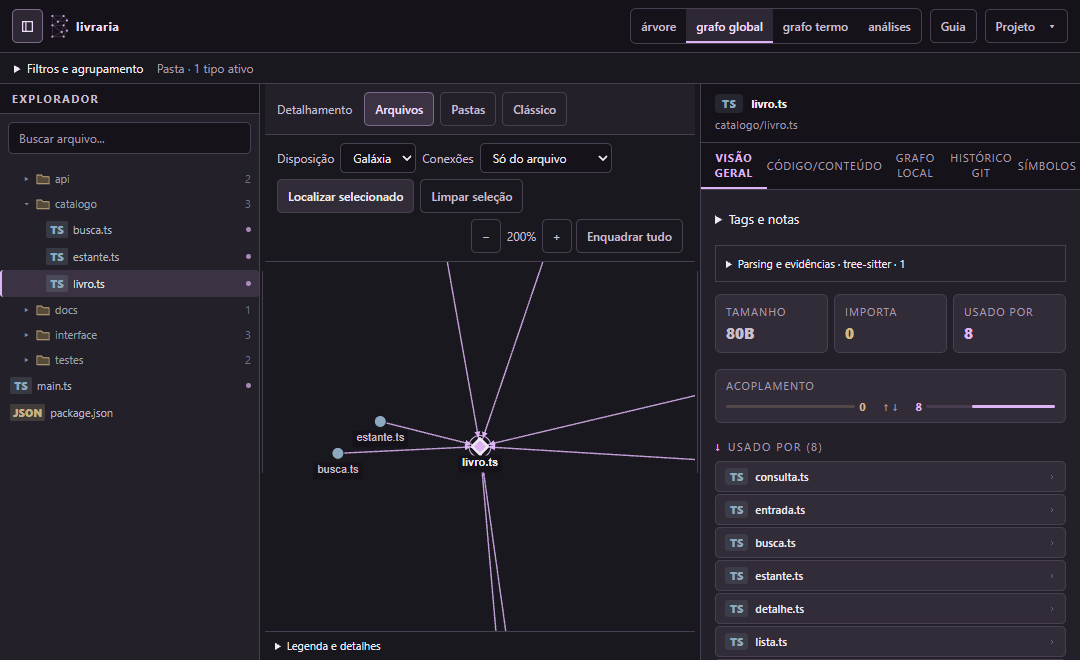 livraria
árvore grafo global grafo termo análises Guia Projeto
Filtros e agrupamento Pasta · 1 tipo ativo
EXPLORADOR
Buscar arquivo...
api 2
catalogo 3
TS busca.ts
TS estante.ts
TS livro.ts
docs 1
interface 3
testes 2
TS main.ts
JSON package.json
Detalhamento Arquivos Pastas Clássico
Disposição Galáxia Conexões Só do arquivo
Localizar selecionado Limpar seleção
− 200% + Enquadrar tudo
estante.ts
busca.ts
livro.ts
Legenda e detalhes
TS livro.ts
catalogo/livro.ts
VISÃO GERAL CÓDIGO/CONTEÚDO GRAFO LOCAL HISTÓRICO GIT SÍMBOLOS
Tags e notas
Parsing e evidências · tree-sitter · 1
TAMANHO IMPORTA USADO POR
80B 0 8
ACOPLAMENTO
0 ↑↓ 8
↓ USADO POR (8)
TS consulta.ts
TS entrada.ts
TS busca.ts
TS estante.ts
TS detalhe.ts
TS lista.ts